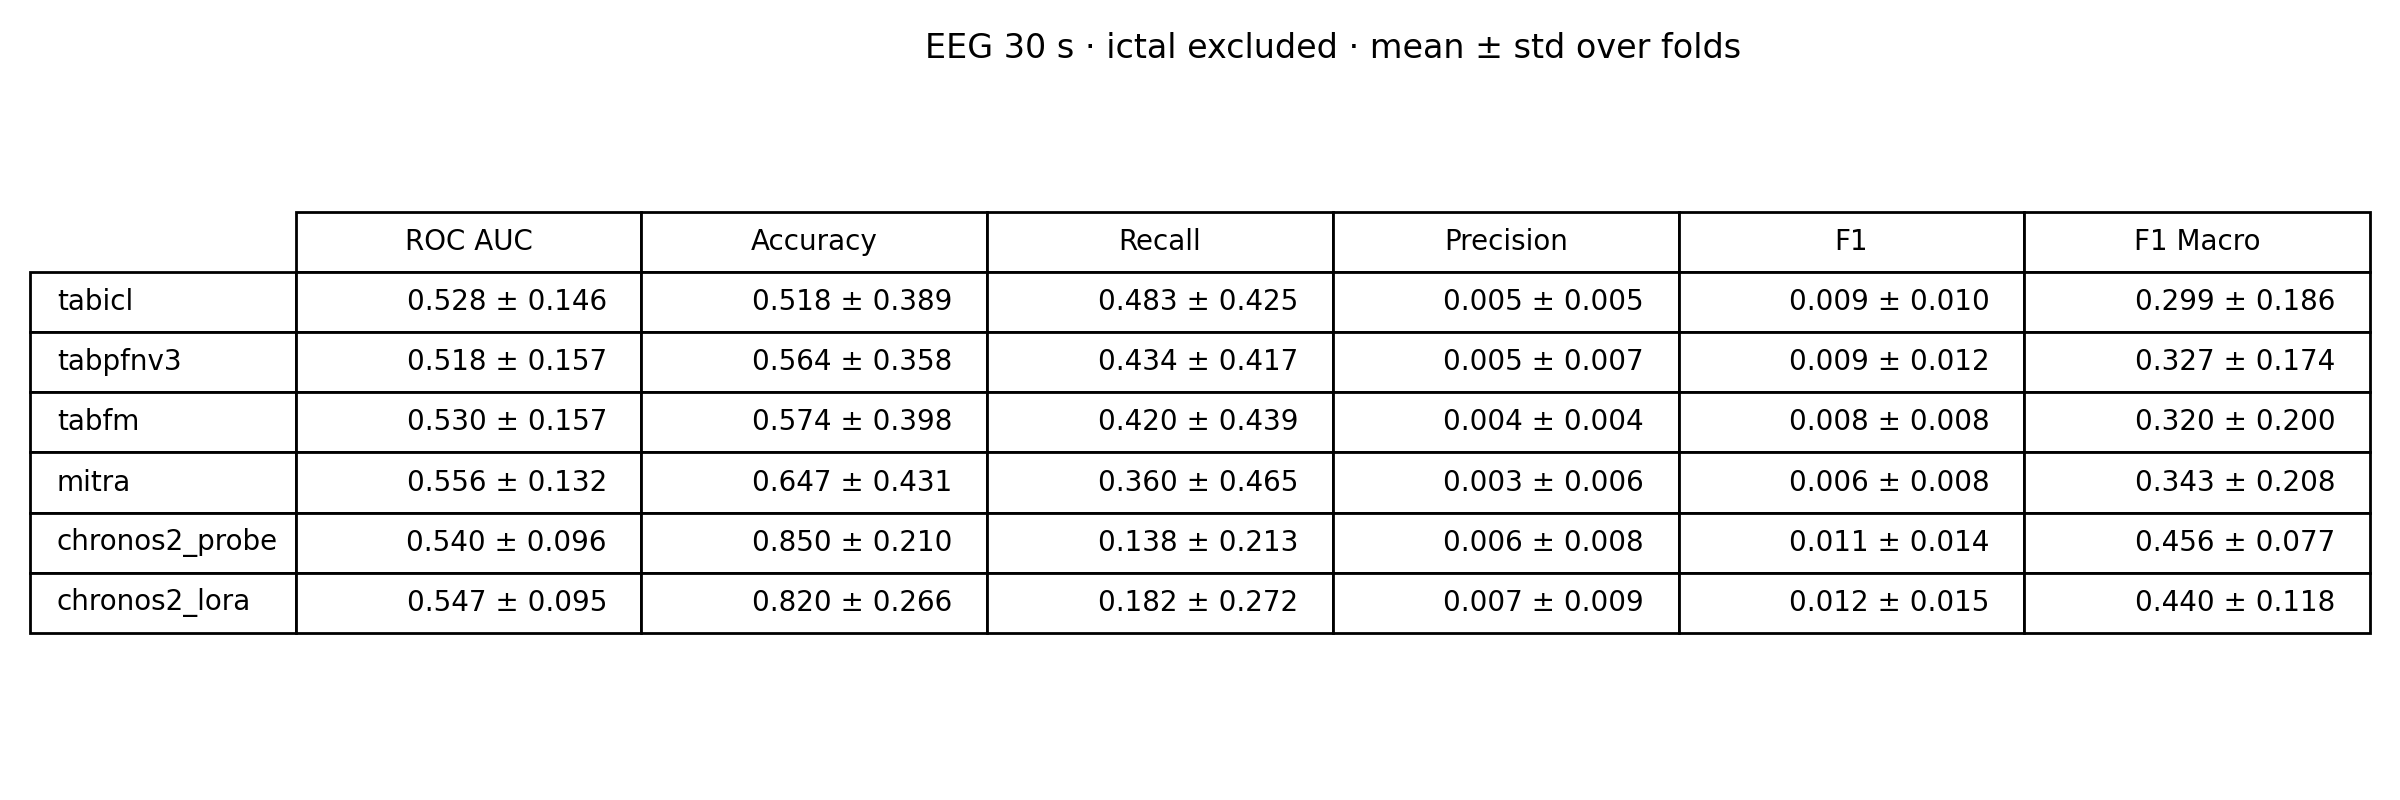 EEG 30 s · ictal excluded · mean ± std over folds
ROC AUC Accuracy Recall Precision F1 F1 Macro
tabicl 0.528 ± 0.146 0.518 ± 0.389 0.483 ± 0.425 0.005 ± 0.005 0.009 ± 0.010 0.299 ± 0.186
tabpfnv3 0.518 ± 0.157 0.564 ± 0.358 0.434 ± 0.417 0.005 ± 0.007 0.009 ± 0.012 0.327 ± 0.174
tabfm 0.530 ± 0.157 0.574 ± 0.398 0.420 ± 0.439 0.004 ± 0.004 0.008 ± 0.008 0.320 ± 0.200
mitra 0.556 ± 0.132 0.647 ± 0.431 0.360 ± 0.465 0.003 ± 0.006 0.006 ± 0.008 0.343 ± 0.208
chronos2_probe 0.540 ± 0.096 0.850 ± 0.210 0.138 ± 0.213 0.006 ± 0.008 0.011 ± 0.014 0.456 ± 0.077
chronos2_lora 0.547 ± 0.095 0.820 ± 0.266 0.182 ± 0.272 0.007 ± 0.009 0.012 ± 0.015 0.440 ± 0.118